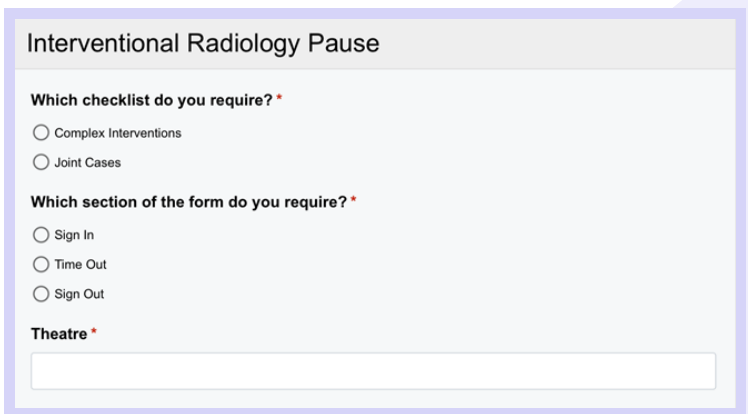 Interventional Radiology Pause
Which checklist do you require? *
Complex Interventions
Joint Cases
Which section of the form do you require? *
Sign In
Time Out
Sign Out
Theatre *